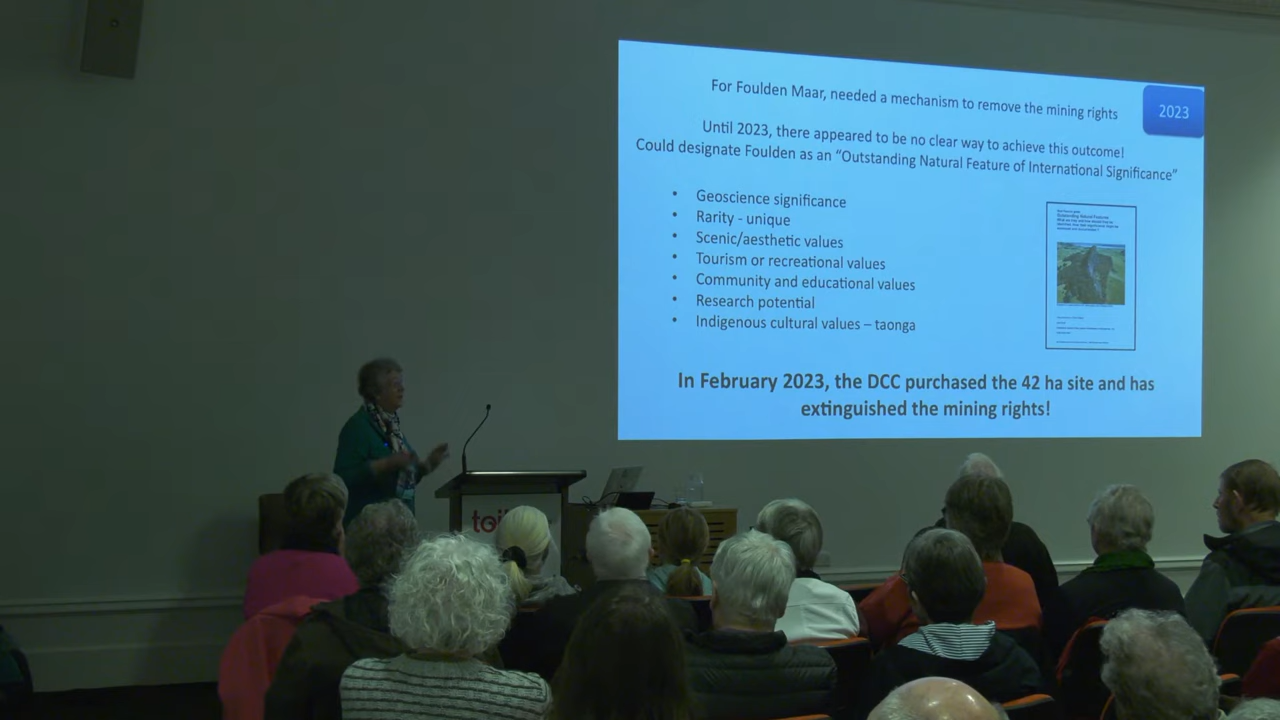 For Foulden Maar, needed a mechanism to remove the mining rights
2023
Until 2023, there appeared to be no clear way to achieve this outcome!
Could designate Foulden as an “Outstanding Natural Feature of International Significance”
• Geoscience significance
• Rarity - unique
• Scenic/aesthetic values
• Tourism or recreational values
• Community and educational values
• Research potential
• Indigenous cultural values – taonga
Outstanding Natural Features
In February 2023, the DCC purchased the 42 ha site and has
extinguished the mining rights!